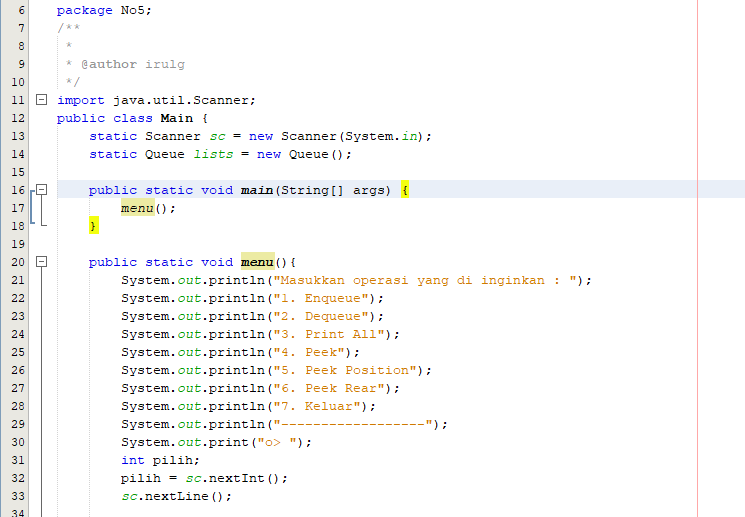 6 package No5;
7 /**
8  *
9  * @author irulg
10  */
11 import java.util.Scanner;
12 public class Main {
13     static Scanner sc = new Scanner(System.in);
14     static Queue lists = new Queue();
15
16     public static void main(String[] args) {
17         menu();
18     }
19
20     public static void menu(){
21         System.out.println("Masukkan operasi yang di inginkan : ");
22         System.out.println("1. Enqueue");
23         System.out.println("2. Dequeue");
24         System.out.println("3. Print All");
25         System.out.println("4. Peek");
26         System.out.println("5. Peek Position");
27         System.out.println("6. Peek Rear");
28         System.out.println("7. Keluar");
29         System.out.println("------------------");
30         System.out.print("o> ");
31         int pilih;
32         pilih = sc.nextInt();
33         sc.nextLine();
34